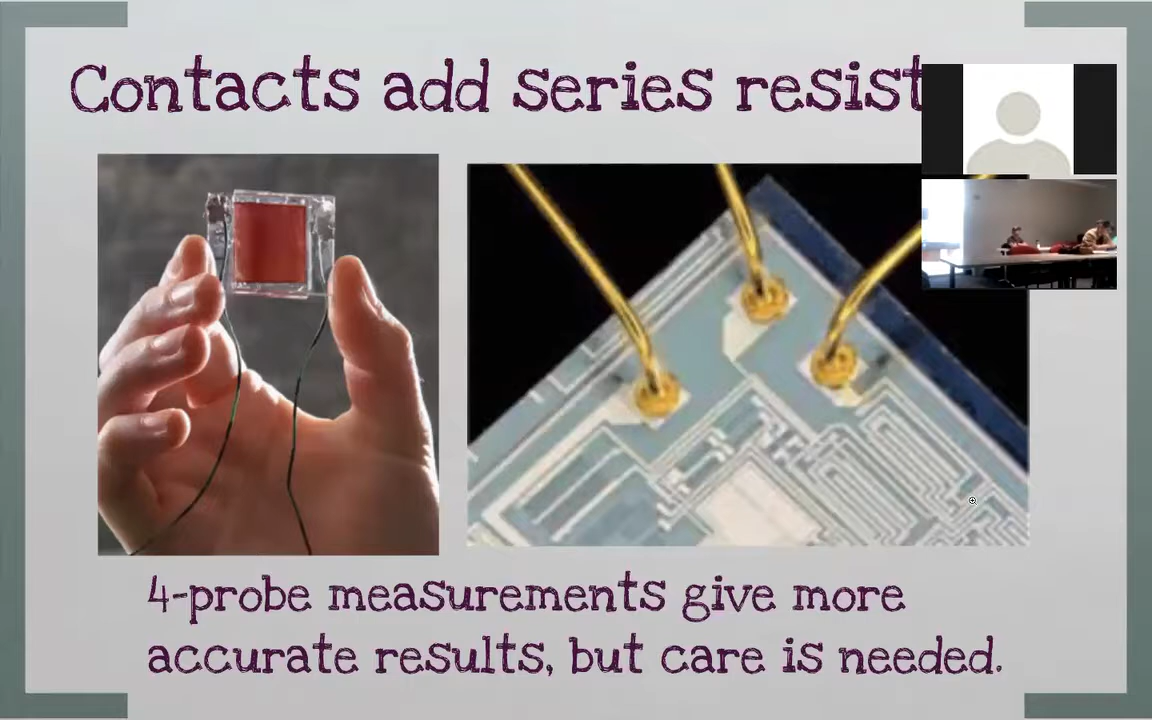 Contacts add series resist
4-probe measurements give more
accurate results, but care is needed.